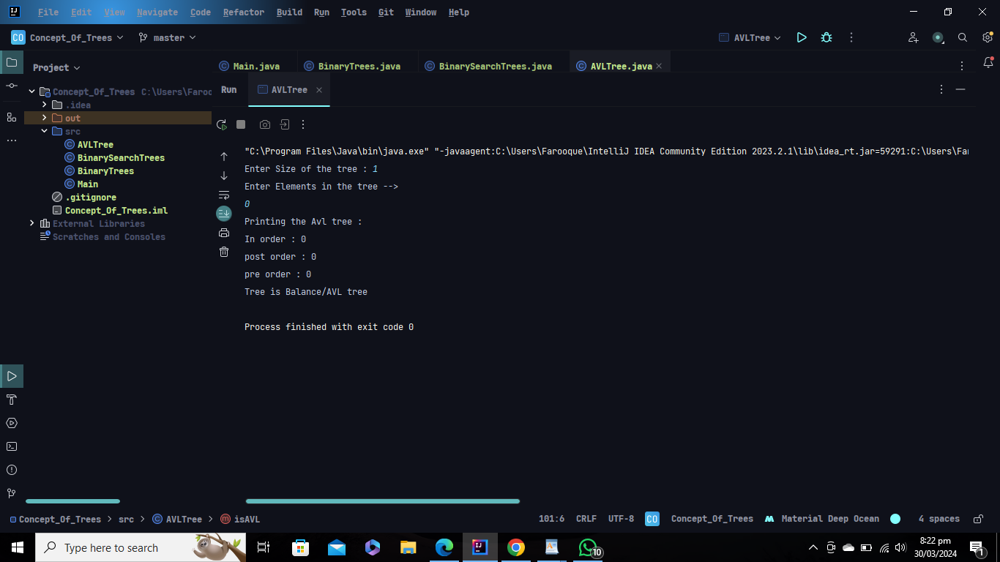 File Edit View Navigate Code Refactor Build Run Tools Git Window Help
CO Concept_Of_Trees master AVLTree
Project
Main.java BinaryTrees.java BinarySearchTrees.java AVLTree.java
Run AVLTree
Concept_Of_Trees C:\Users\Farooq
.idea
out
src
AVLTree
BinarySearchTrees
BinaryTrees
Main
.gitignore
Concept_Of_Trees.iml
External Libraries
Scratches and Consoles
"C:\Program Files\Java\bin\java.exe" "-javaagent:C:\Users\Farooque\IntelliJ IDEA Community Edition 2023.2.1\lib\idea_rt.jar=59291:C:\Users\Far
Enter Size of the tree : 1
Enter Elements in the tree -->
0
Printing the Avl tree :
In order : 0
post order : 0
pre order : 0
Tree is Balance/AVL tree
Process finished with exit code 0
Concept_Of_Trees > src > AVLTree > isAVL 101:6 CRLF UTF-8 CO Concept_Of_Trees Material Deep Ocean 4 spaces
Type here to search
10
8:22 pm
30/03/2024
1